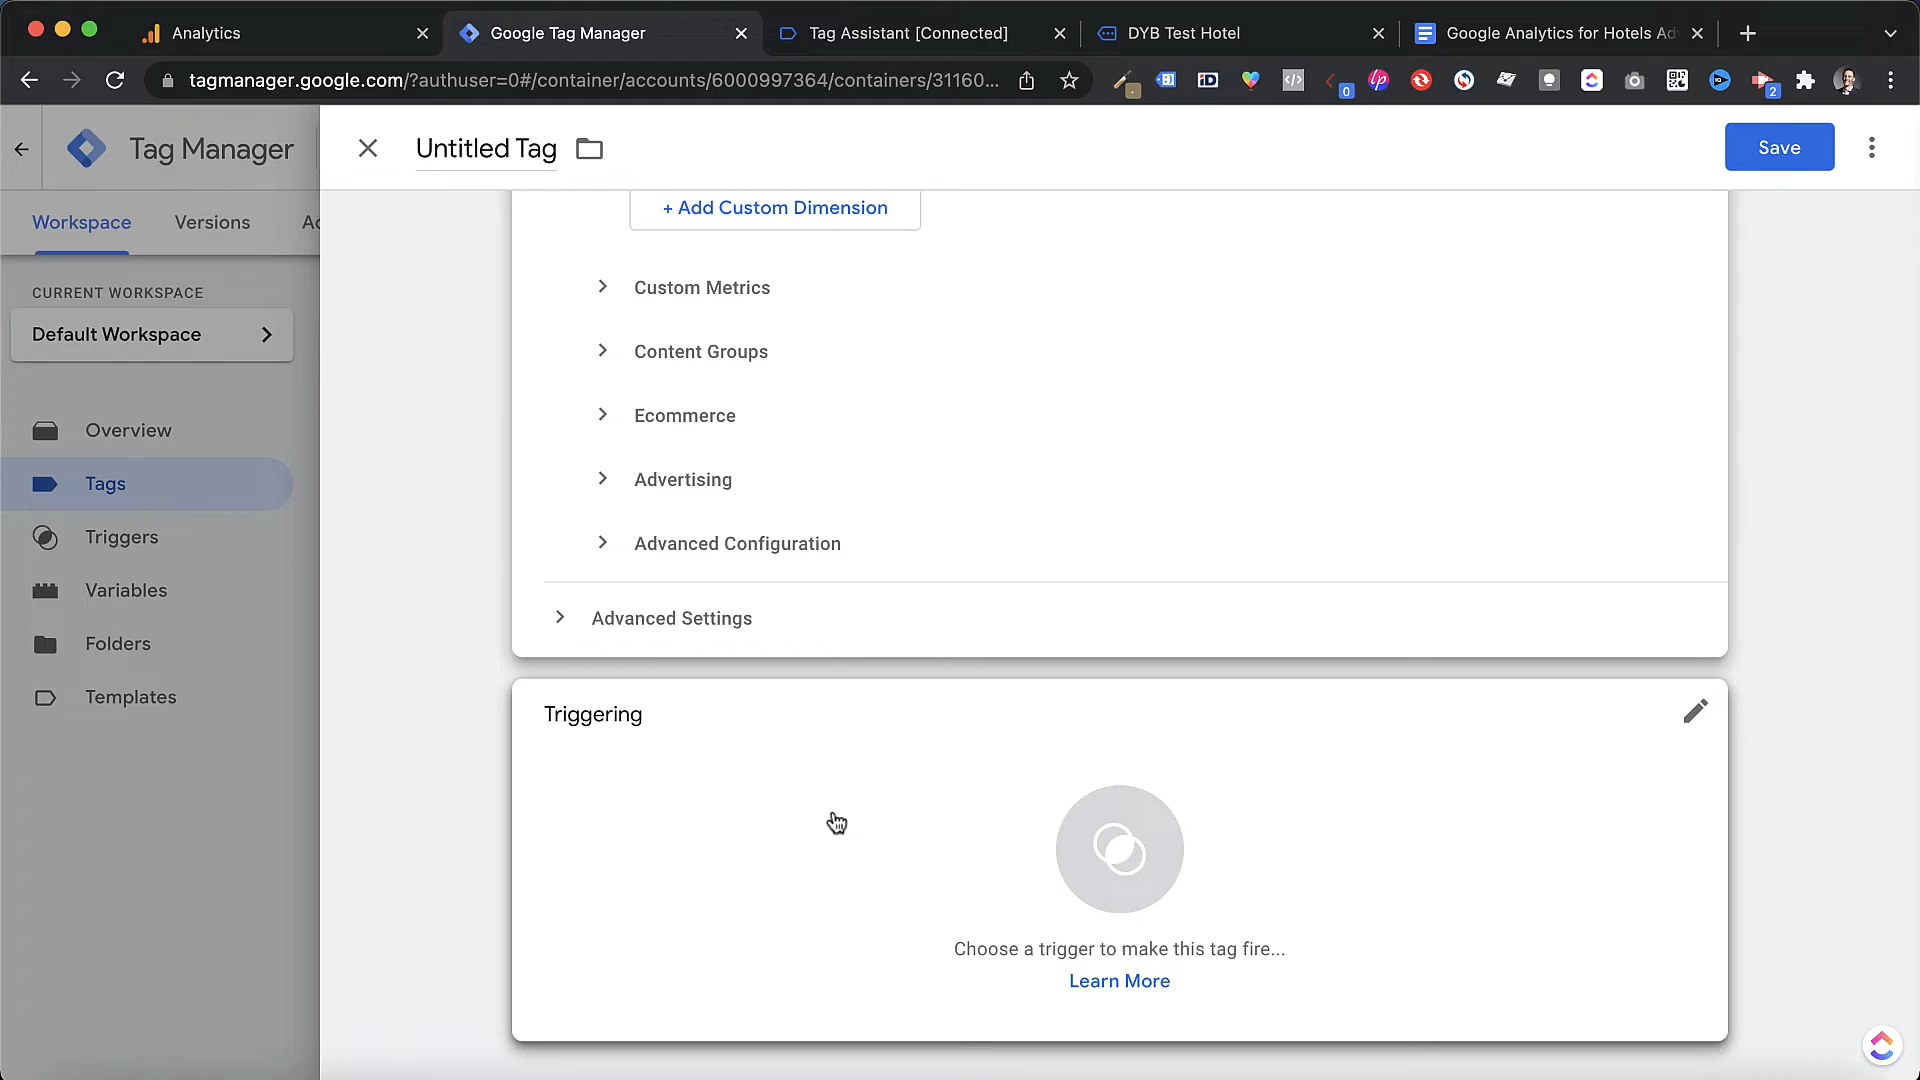 Analytics
Google Tag Manager
Tag Assistant [Connected]
DYB Test Hotel
Google Analytics for Hotels Ad
tagmanager.google.com/?authuser=0#/container/accounts/6000997364/containers/31160...
0
2
Tag Manager
Untitled Tag
Save
Workspace
Versions
Ac
+ Add Custom Dimension
CURRENT WORKSPACE
Default Workspace
Custom Metrics
Content Groups
Ecommerce
Advertising
Advanced Configuration
Advanced Settings
Overview
Tags
Triggers
Variables
Folders
Templates
Triggering
Choose a trigger to make this tag fire...
Learn More